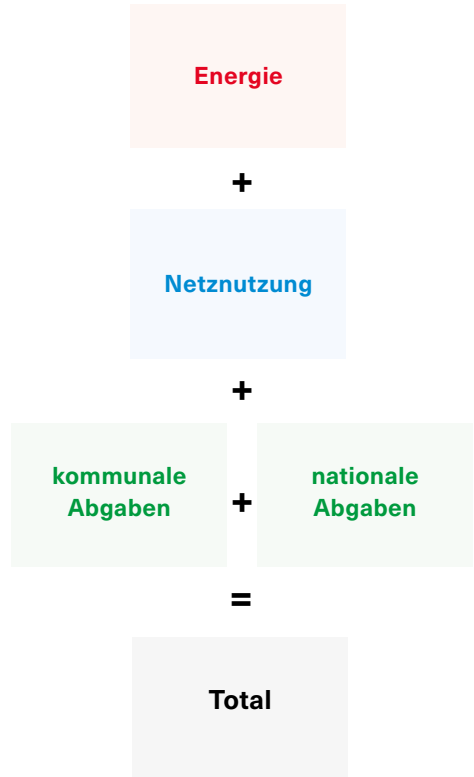 Energie
+
Netznutzung
+
kommunale
Abgaben
+
nationale
Abgaben
=
Total